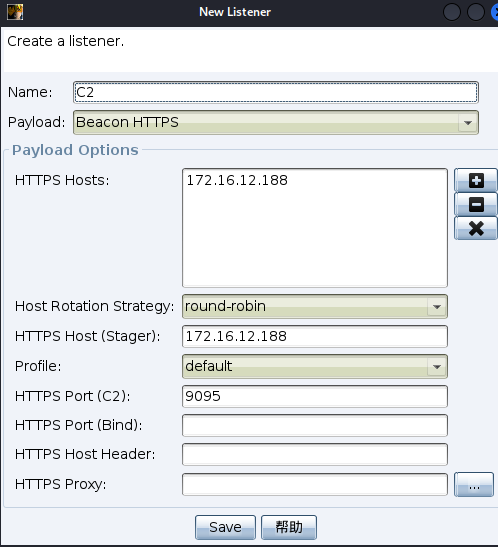 New Listener
Create a listener.
Name: C2
Payload: Beacon HTTPS
Payload Options
HTTPS Hosts: 172.16.12.188
Host Rotation Strategy: round-robin
HTTPS Host (Stager): 172.16.12.188
Profile: default
HTTPS Port (C2): 9095
HTTPS Port (Bind):
HTTPS Host Header:
HTTPS Proxy: ...
Save 帮助